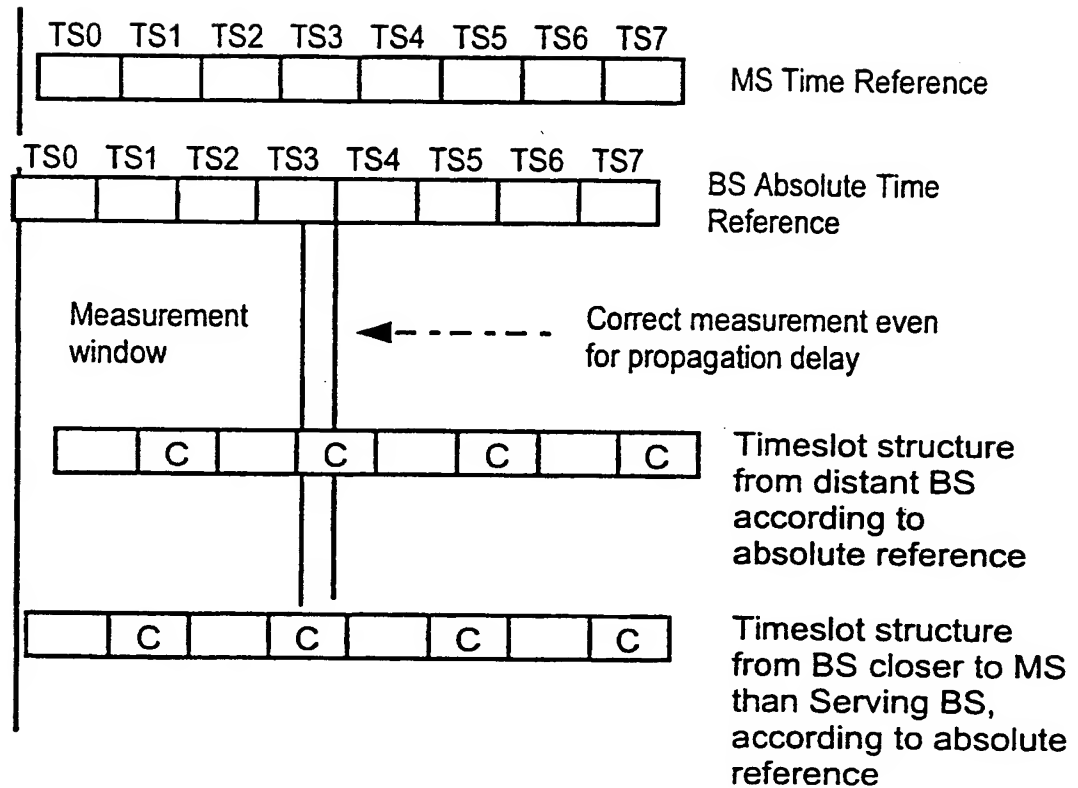 TS0 TS1 TS2 TS3 TS4 TS5 TS6 TS7
MS Time Reference
TS0 TS1 TS2 TS3 TS4 TS5 TS6 TS7
BS Absolute Time
Reference
Measurement
window
Correct measurement even
for propagation delay
C C C C
Timeslot structure
from distant BS
according to
absolute reference
C C C C
Timeslot structure
from BS closer to MS
than Serving BS,
according to absolute
reference